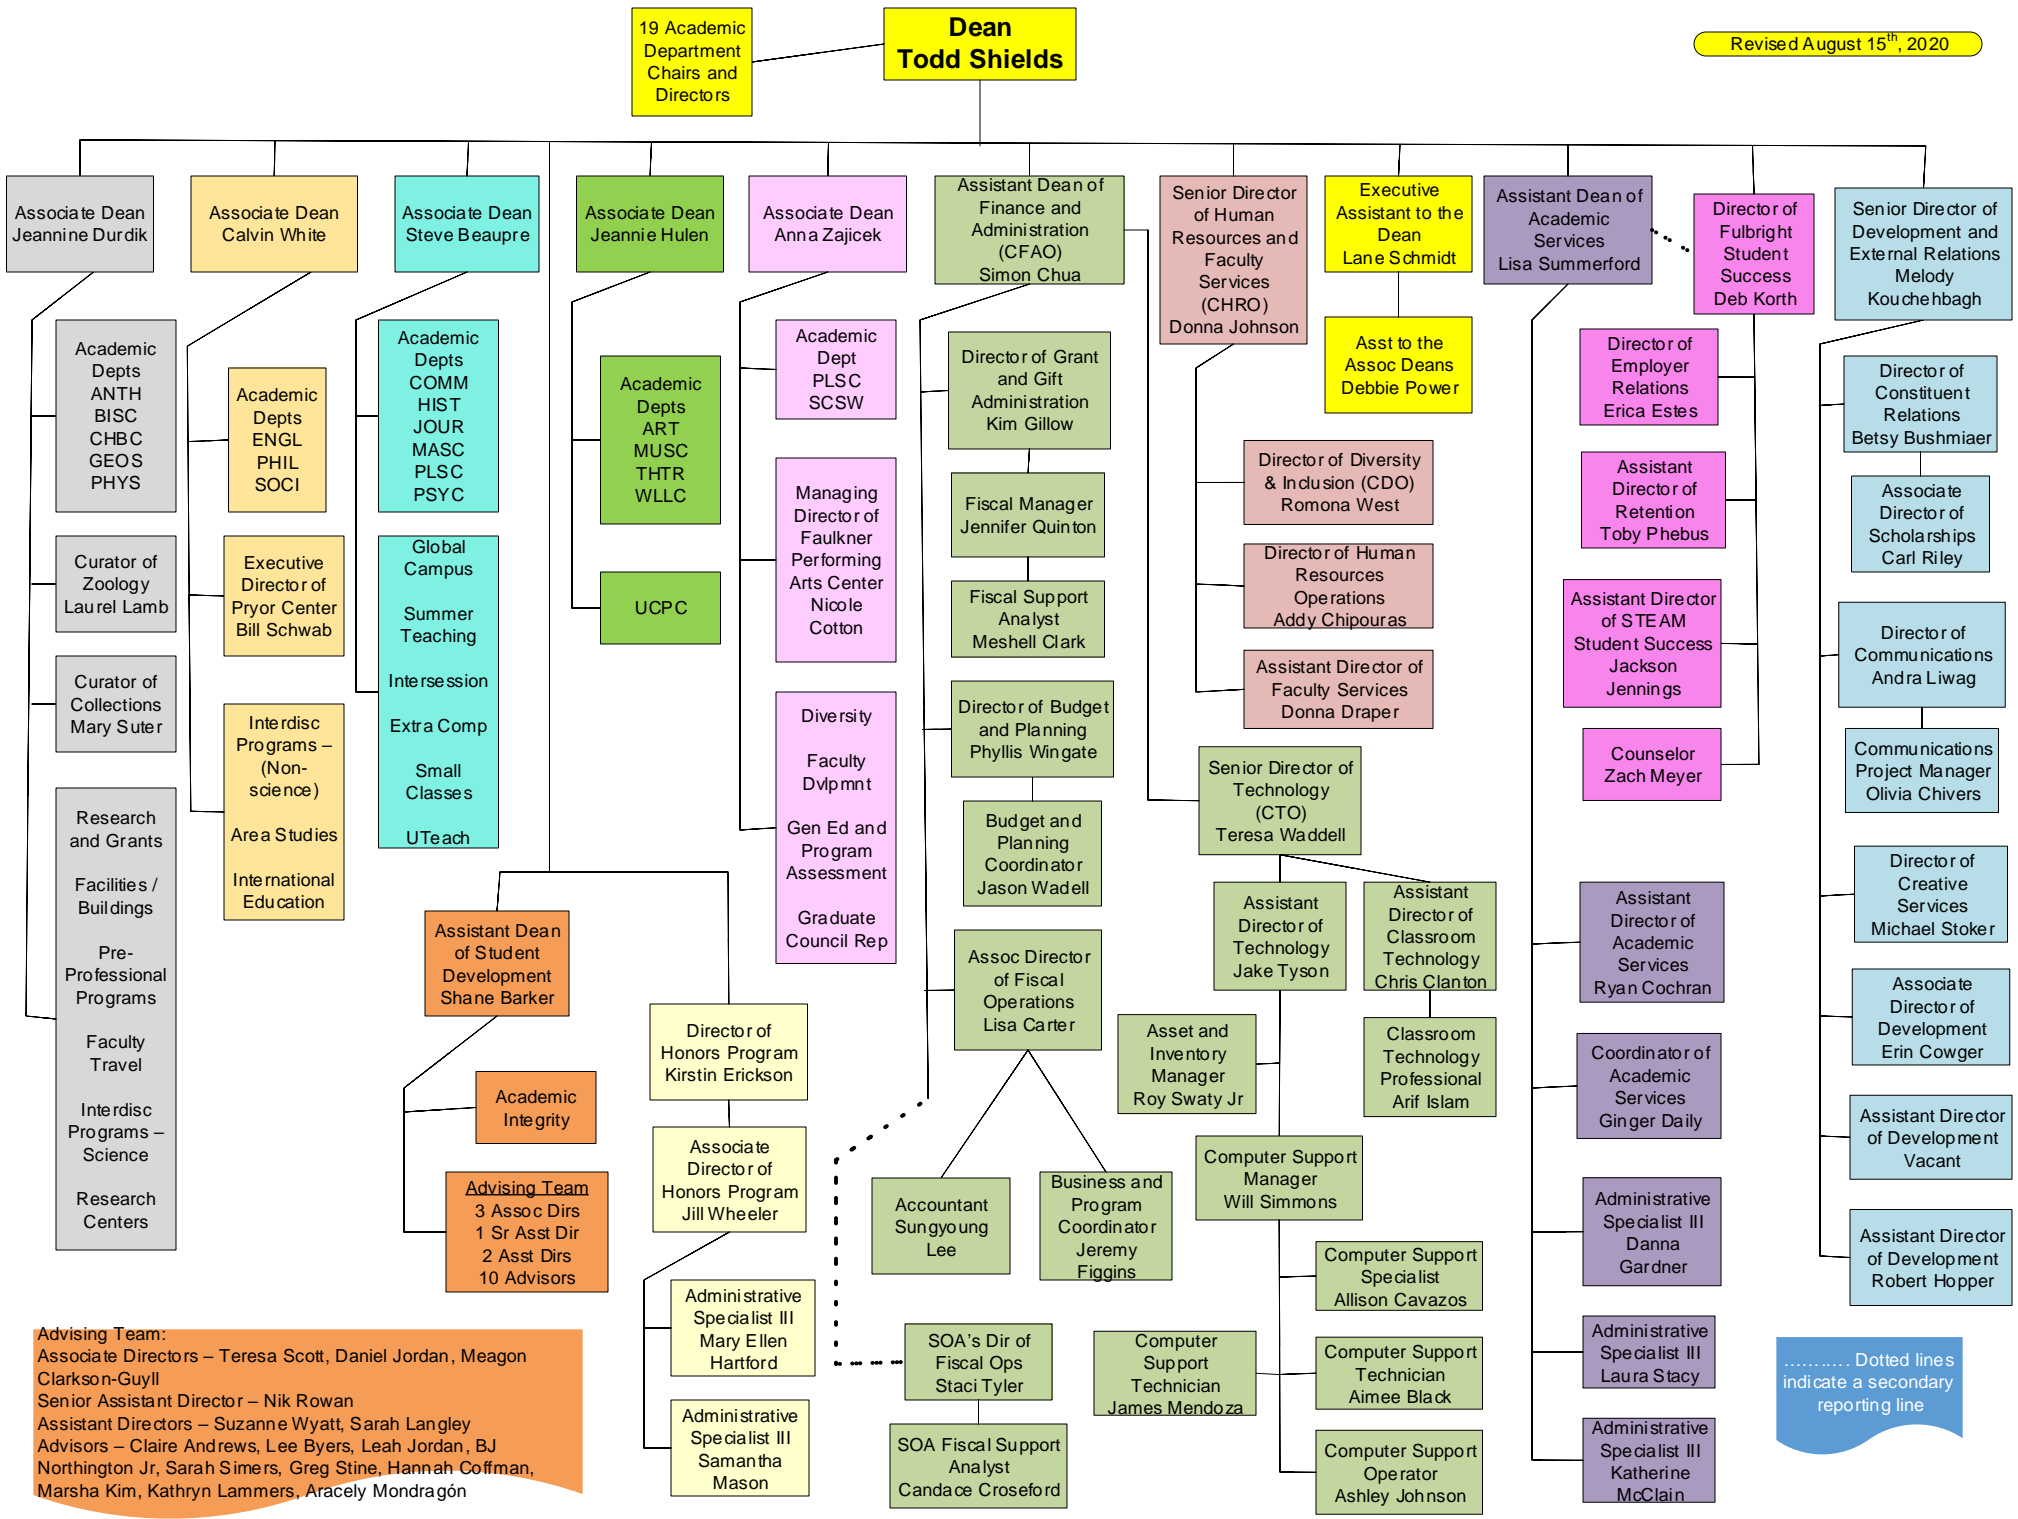 19 Academic
Department
Chairs and
Directors
Dean
Todd Shields
Revised August 15th, 2020
Associate Dean
Jeannine Durdik
Academic
Depts
ANTH
BISC
CHBC
GEOS
PHYS
Curator of
Zoology
Laurel Lamb
Curator of
Collections
Mary Suter
Research
and Grants
Facilities /
Buildings
Pre-
Professional
Programs
Faculty
Travel
Interdisc
Programs –
Science
Research
Centers
Associate Dean
Calvin White
Academic
Depts
ENGL
PHIL
SOCI
Executive
Director of
Pryor Center
Bill Schwab
Interdisc
Programs –
(Non-
science)
Area Studies
International
Education
Associate Dean
Steve Beaupre
Academic
Depts
COMM
HIST
JOUR
MASC
PLSC
PSYC
Global
Campus
Summer
Teaching
Intersession
Extra Comp
Small
Classes
UTeach
Assistant Dean
of Student
Development
Shane Barker
Academic
Integrity
Advising Team
3 Assoc Dirs
1 Sr Asst Dir
2 Asst Dirs
10 Advisors
Director of
Honors Program
Kirstin Erickson
Associate
Director of
Honors Program
Jill Wheeler
Administrative
Specialist III
Mary Ellen
Hartford
Administrative
Specialist III
Samantha
Mason
Associate Dean
Jeannie Hulen
Academic
Depts
ART
MUSC
THTR
WLLC
UCPC
Associate Dean
Anna Zajicek
Academic
Dept
PLSC
SCSW
Managing
Director of
Faulkner
Performing
Arts Center
Nicole
Cotton
Diversity
Faculty
Dvlpmnt
Gen Ed and
Program
Assessment
Graduate
Council Rep
Assistant Dean of
Finance and
Administration
(CFAO)
Simon Chua
Director of Grant
and Gift
Administration
Kim Gillow
Fiscal Manager
Jennifer Quinton
Fiscal Support
Analyst
Meshell Clark
Director of Budget
and Planning
Phyllis Wingate
Budget and
Planning
Coordinator
Jason Wadell
Assoc Director
of Fiscal
Operations
Lisa Carter
Accountant
Sungyoung
Lee
Business and
Program
Coordinator
Jeremy
Figgins
SOA's Dir of
Fiscal Ops
Staci Tyler
SOA Fiscal Support
Analyst
Candace Croseford
Senior Director of
Technology
(CTO)
Teresa Waddell
Assistant
Director of
Technology
Jake Tyson
Assistant
Director of
Classroom
Technology
Chris Clanton
Asset and
Inventory
Manager
Roy Swaty Jr
Classroom
Technology
Professional
Arif Islam
Computer Support
Manager
Will Simmons
Computer Support
Specialist
Allison Cavazos
Computer
Support
Technician
James Mendoza
Computer Support
Technician
Aimee Black
Computer Support
Operator
Ashley Johnson
Senior Director
of Human
Resources and
Faculty
Services
(CHRO)
Donna Johnson
Director of Diversity
& Inclusion (CDO)
Romona West
Director of Human
Resources
Operations
Addy Chipouras
Assistant Director of
Faculty Services
Donna Draper
Executive
Assistant to the
Dean
Lane Schmidt
Asst to the
Assoc Deans
Debbie Power
Assistant Dean of
Academic
Services
Lisa Summerford
Assistant
Director of
Academic
Services
Ryan Cochran
Coordinator of
Academic
Services
Ginger Daily
Administrative
Specialist III
Danna
Gardner
Administrative
Specialist III
Laura Stacy
Administrative
Specialist III
Katherine
McClain
Director of
Fulbright
Student
Success
Deb Korth
Director of
Employer
Relations
Erica Estes
Assistant
Director of
Retention
Toby Phebus
Assistant Director
of STEAM
Student Success
Jackson
Jennings
Counselor
Zach Meyer
Senior Director of
Development and
External Relations
Melody
Kouchehbagh
Director of
Constituent
Relations
Betsy Bushmiaer
Associate
Director of
Scholarships
Carl Riley
Director of
Communications
Andra Liwag
Communications
Project Manager
Olivia Chivers
Director of
Creative
Services
Michael Stoker
Associate
Director of
Development
Erin Cowger
Assistant Director
of Development
Vacant
Assistant Director
of Development
Robert Hopper
Advising Team:
Associate Directors – Teresa Scott, Daniel Jordan, Meagon
Clarkson-Guyll
Senior Assistant Director – Nik Rowan
Assistant Directors – Suzanne Wyatt, Sarah Langley
Advisors – Claire Andrews, Lee Byers, Leah Jordan, BJ
Northington Jr, Sarah Simers, Greg Stine, Hannah Coffman,
Marsha Kim, Kathryn Lammers, Aracely Mondragón
.......... Dotted lines
indicate a secondary
reporting line